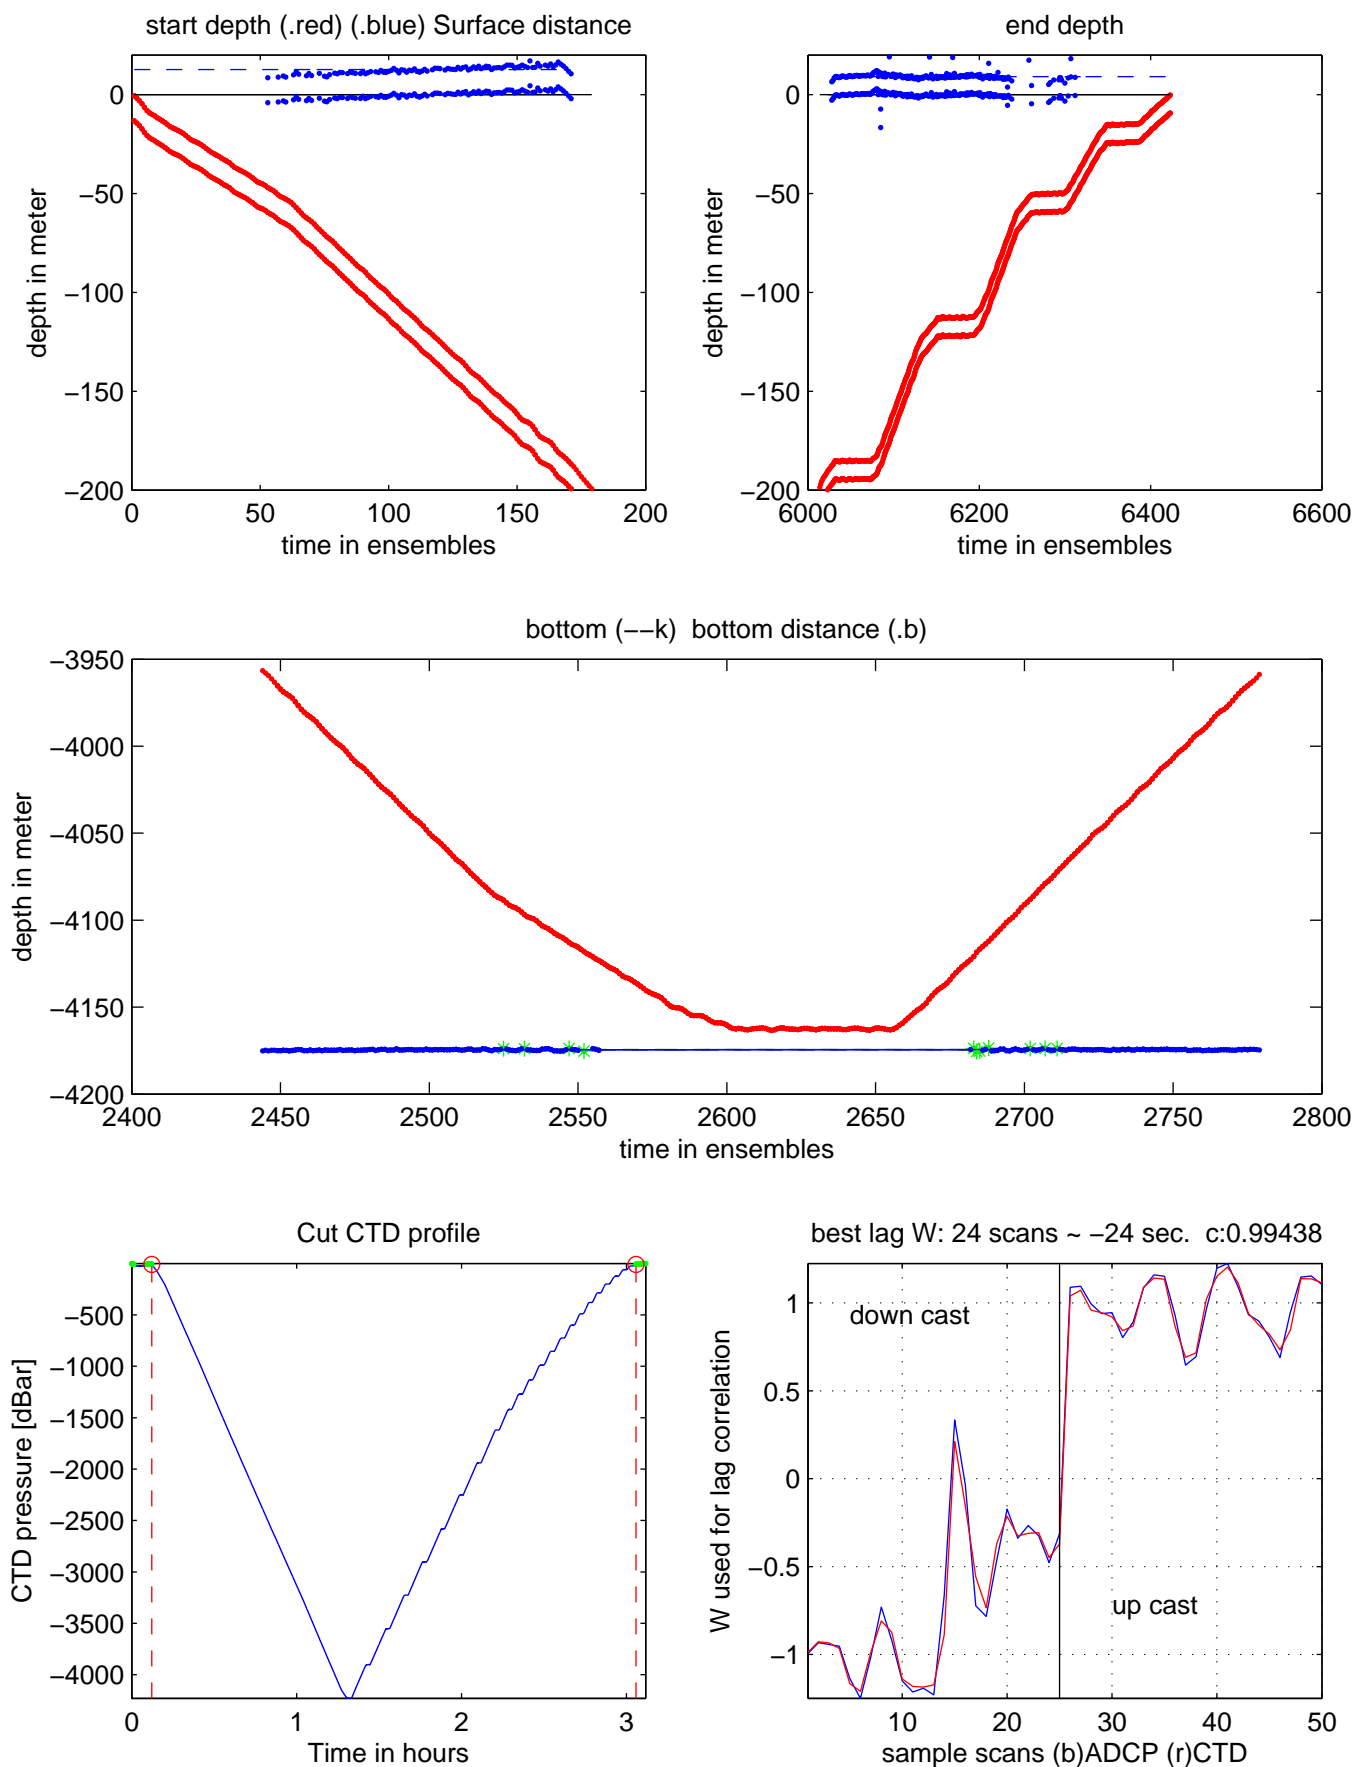 start depth (.red) (.blue) Surface distance
0
−50
−100
−150
−200
depth in meter
0 50 100 150 200
time in ensembles
end depth
0
−50
−100
−150
−200
depth in meter
6000 6200 6400 6600
time in ensembles
bottom (−−k) bottom distance (.b)
−3950
−4000
−4050
−4100
−4150
−4200
depth in meter
2400 2450 2500 2550 2600 2650 2700 2750 2800
time in ensembles
Cut CTD profile
−500
−1000
−1500
−2000
−2500
−3000
−3500
−4000
CTD pressure [dBar]
0 1 2 3
Time in hours
best lag W: 24 scans ~ −24 sec. c:0.99438
1
0.5
0
−0.5
−1
W used for lag correlation
down cast
up cast
10 20 30 40 50
sample scans (b)ADCP (r)CTD